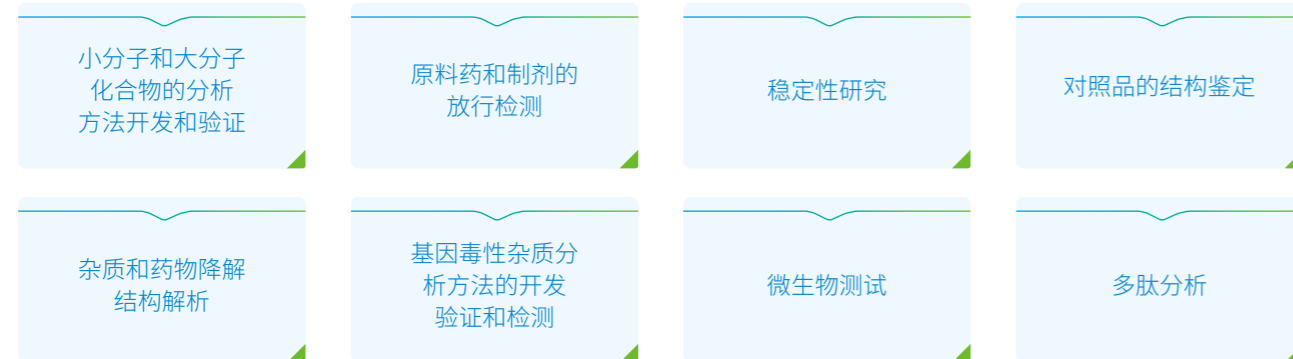 小分子和大分子
化合物的分析
方法开发和验证
原料药和制剂的
放行检测
稳定性研究
对照品的结构鉴定
杂质和药物降解
结构解析
基因毒性杂质分
析方法的开发
验证和检测
微生物测试
多肽分析